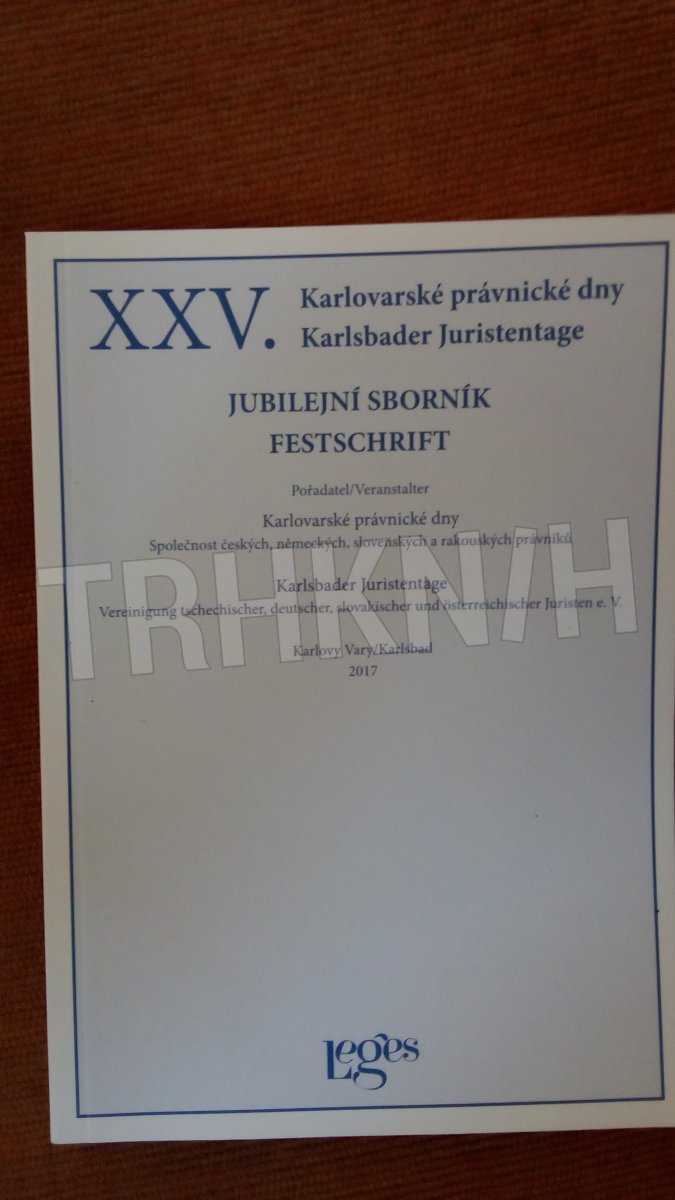 XXV. Karlovarské právnické dny
Karlsbader Juristentage
JUBILEJNÍ SBORNÍK
FESTSCHRIFT
Pořadatel/Veranstalter
Karlovarské právnické dny
Společnost českých, německých, slovenských a rakouských právníků
Karlsbader Juristentage
Vereinigung tschechischer, deutscher, slovakischer und österreichischer Juristen e. V.
TRHKNIH
Karlovy Vary/Karlsbad
2017
Leges